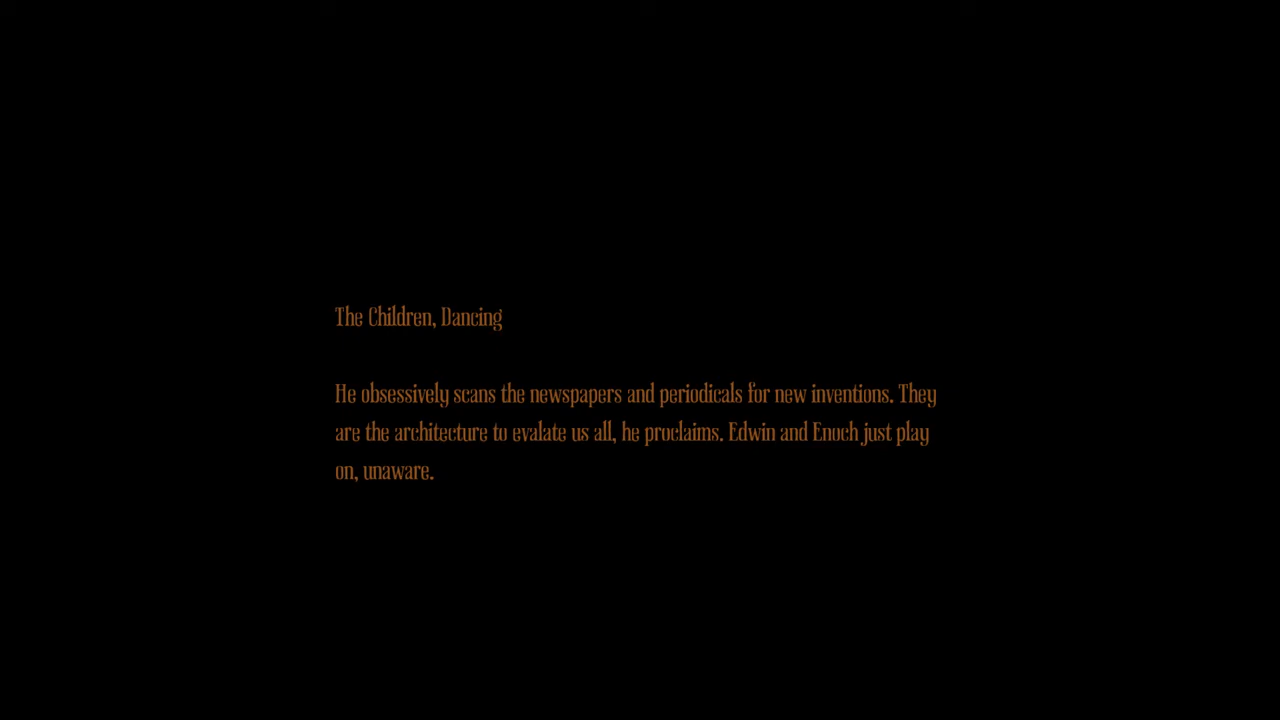 The Children, Dancing
He obsessively scans the newspapers and periodicals for new inventions. They
are the architecture to evalate us all, he proclaims. Edwin and Enoch just play
on, unaware.